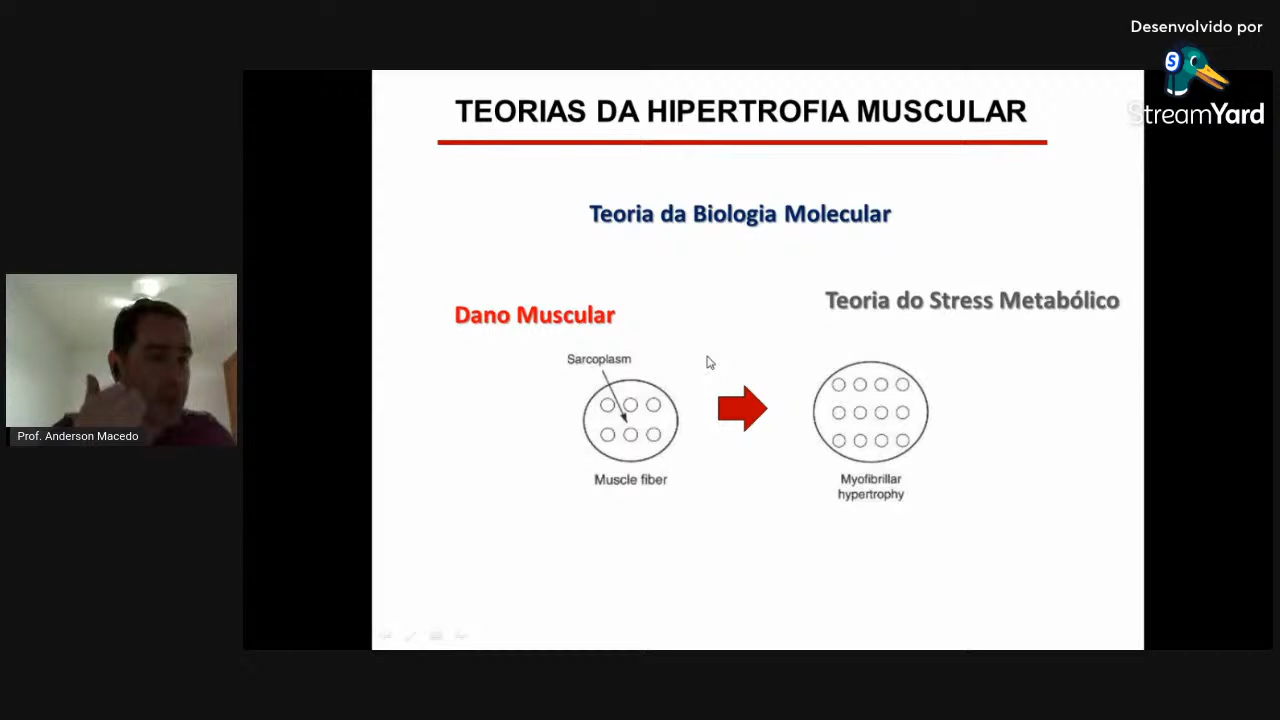 Desenvolvido por
S
StreamYard
TEORIAS DA HIPERTROFIA MUSCULAR
Teoria da Biologia Molecular
Teoria do Stress Metabólico
Dano Muscular
Sarcoplasm
Muscle fiber
Myofibrillar
hypertrophy
Prof. Anderson Macedo